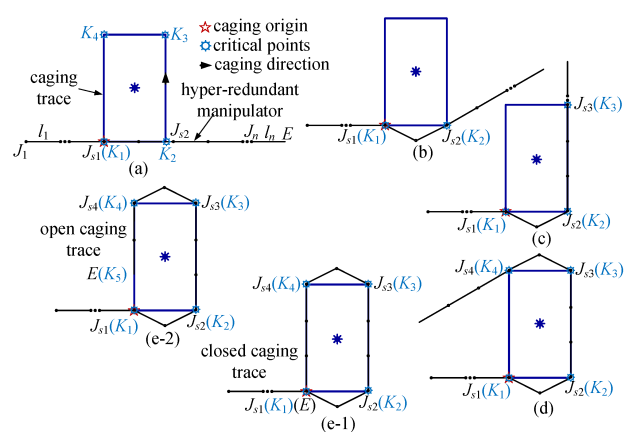 K4
K3
caging origin
critical points
caging direction
caging
trace
hyper-redundant
manipulator
J1
l1
Js1(K1)
Js2
K2
Jn ln E
(a)
Js1(K1)
Js2(K2)
(b)
Js3(K3)
Js1(K1)
Js2(K2)
(c)
Js4(K4)
Js3(K3)
open caging
trace
E(K5)
Js1(K1)
Js2(K2)
(e-2)
Js4(K4)
Js3(K3)
closed caging
trace
Js1(K1)(E)
Js2(K2)
(e-1)
Js4(K4)
Js3(K3)
Js1(K1)
Js2(K2)
(d)